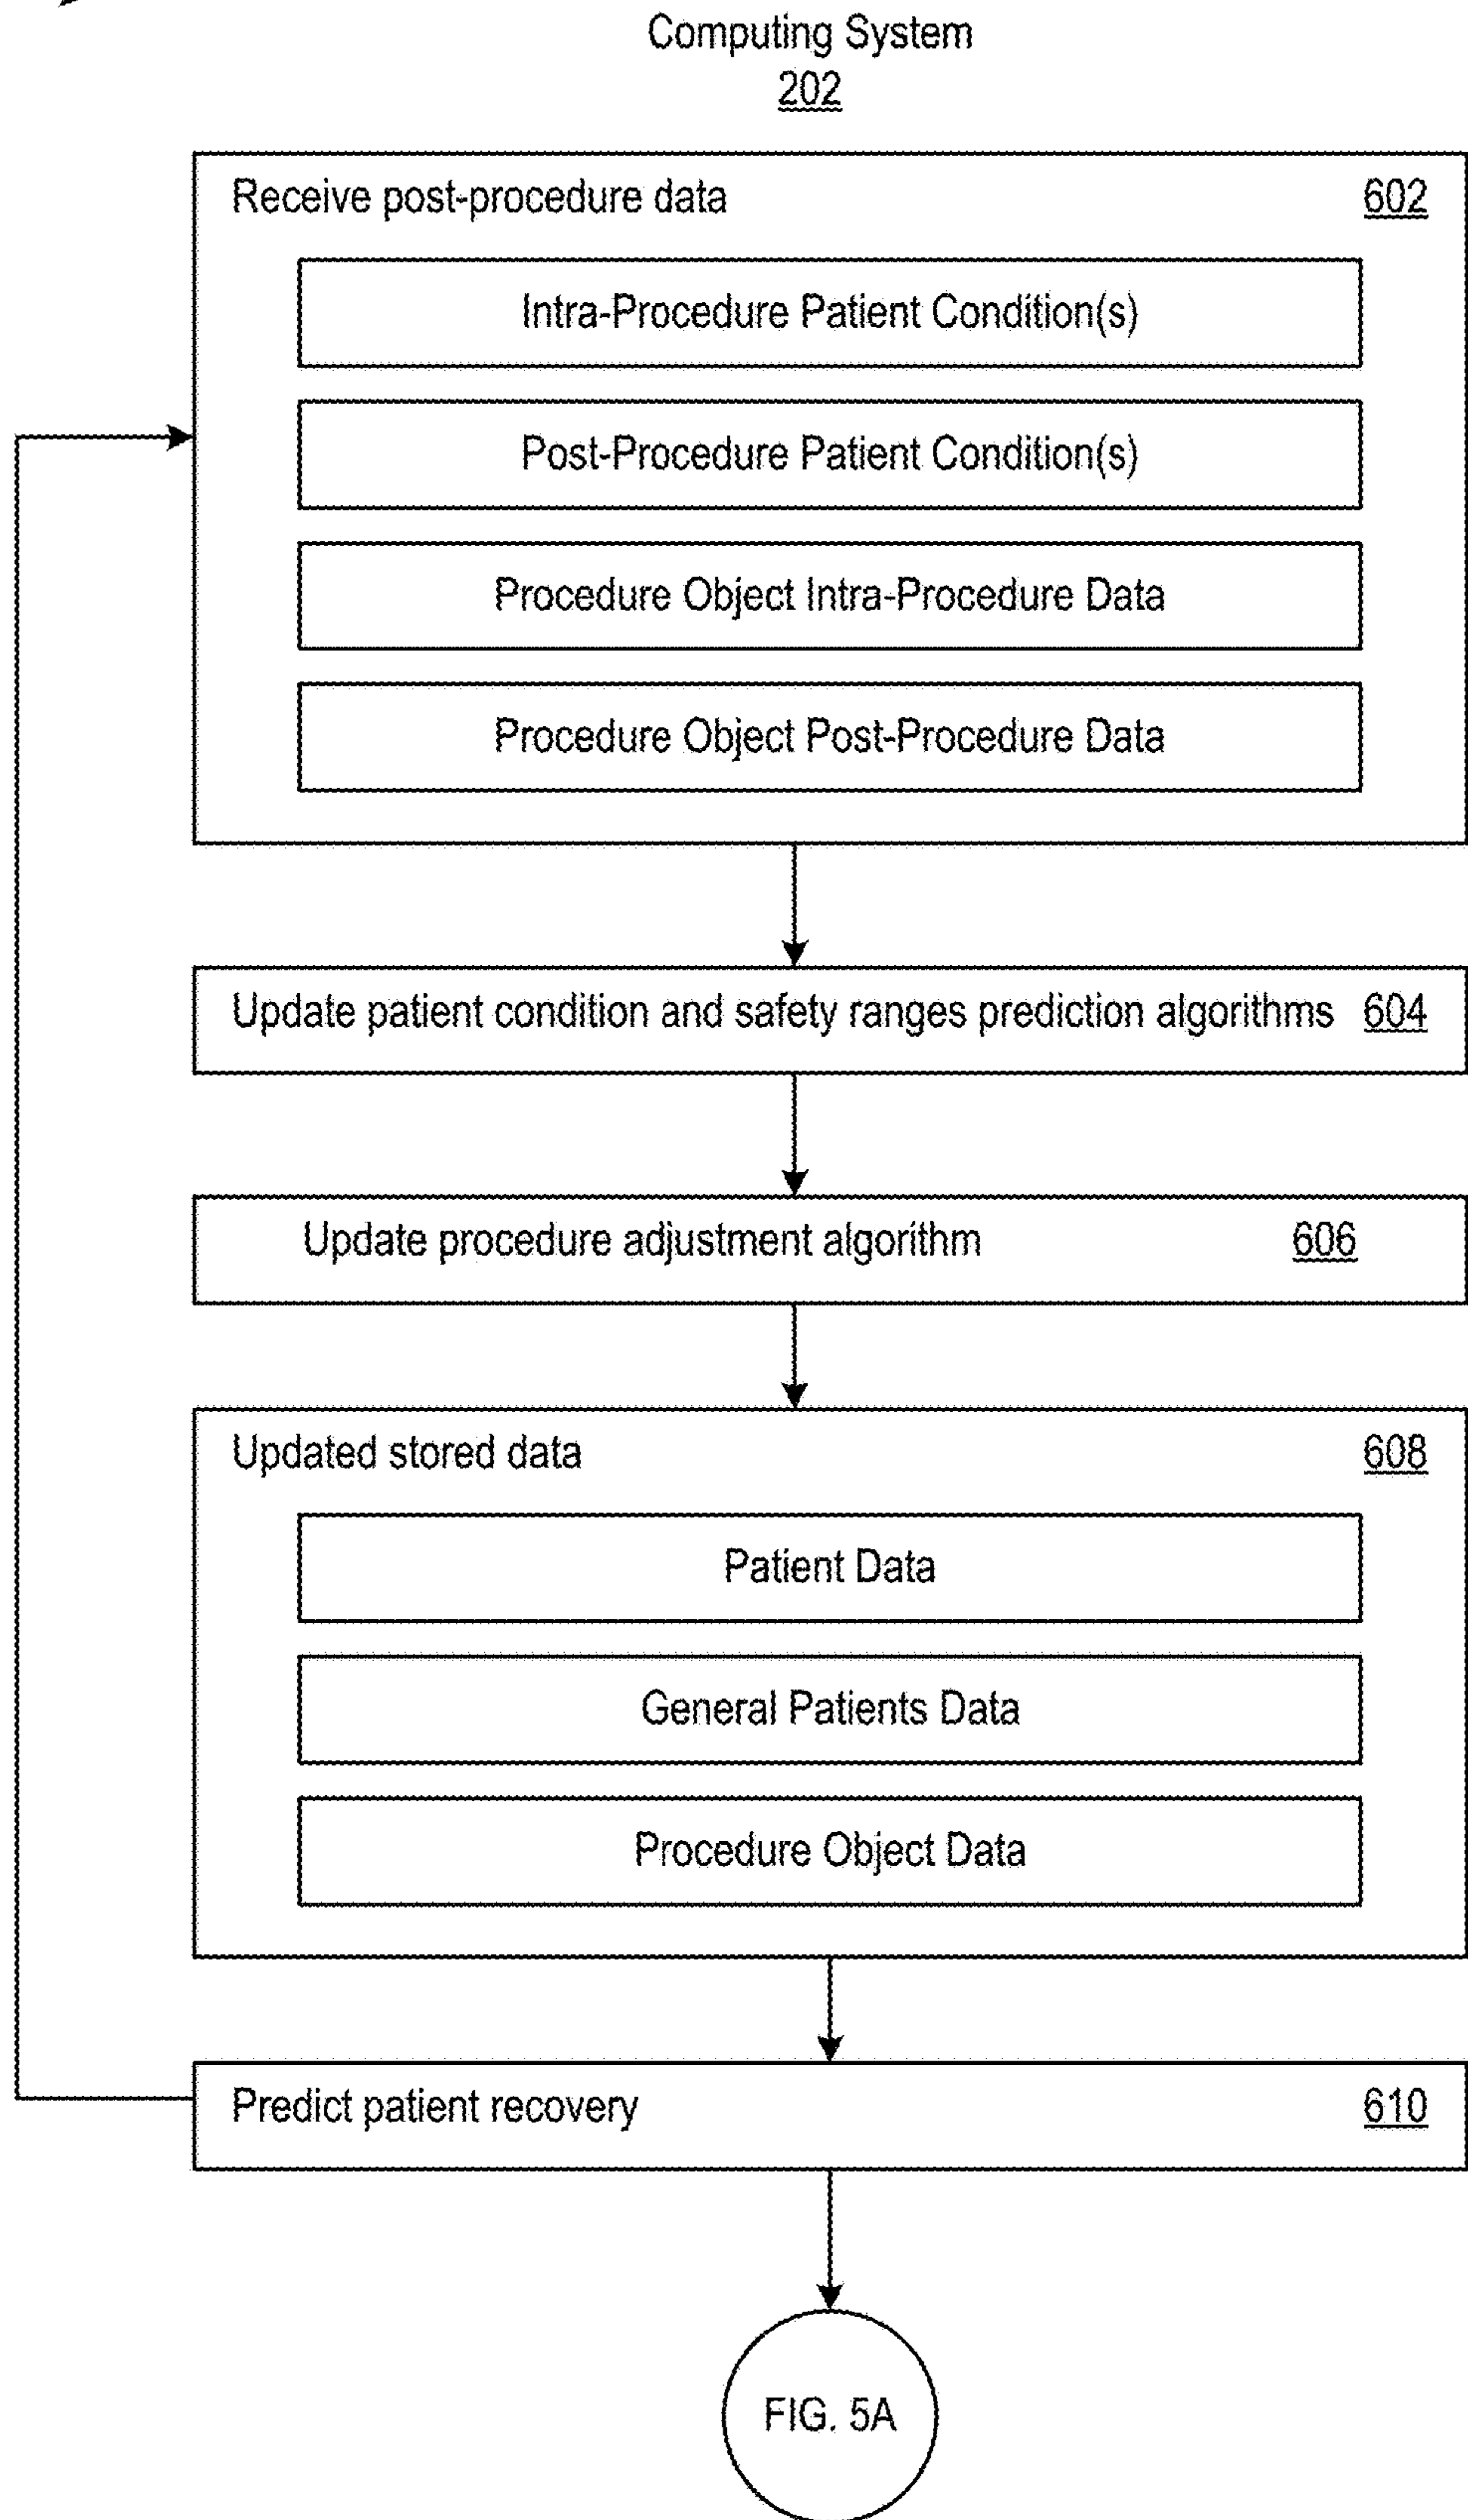 Computing System
202
Receive post-procedure data 602
Intra-Procedure Patient Condition(s)
Post-Procedure Patient Condition(s)
Procedure Object Intra-Procedure Data
Procedure Object Post-Procedure Data
Update patient condition and safety ranges prediction algorithms 604
Update procedure adjustment algorithm 606
Updated stored data 608
Patient Data
General Patients Data
Procedure Object Data
Predict patient recovery 610
FIG. 5A